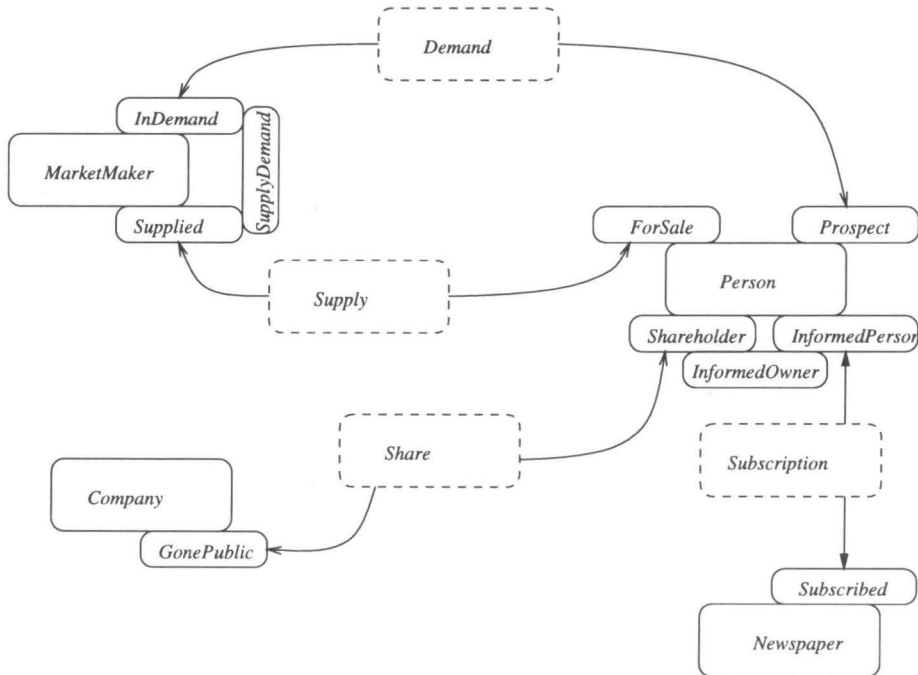 Demand
InDemand
SupplyDemand
MarketMaker
Supplied
ForSale
Prospect
Supply
Person
Shareholder
InformedPerson
InformedOwner
Share
Subscription
Company
GonePublic
Subscribed
Newspaper